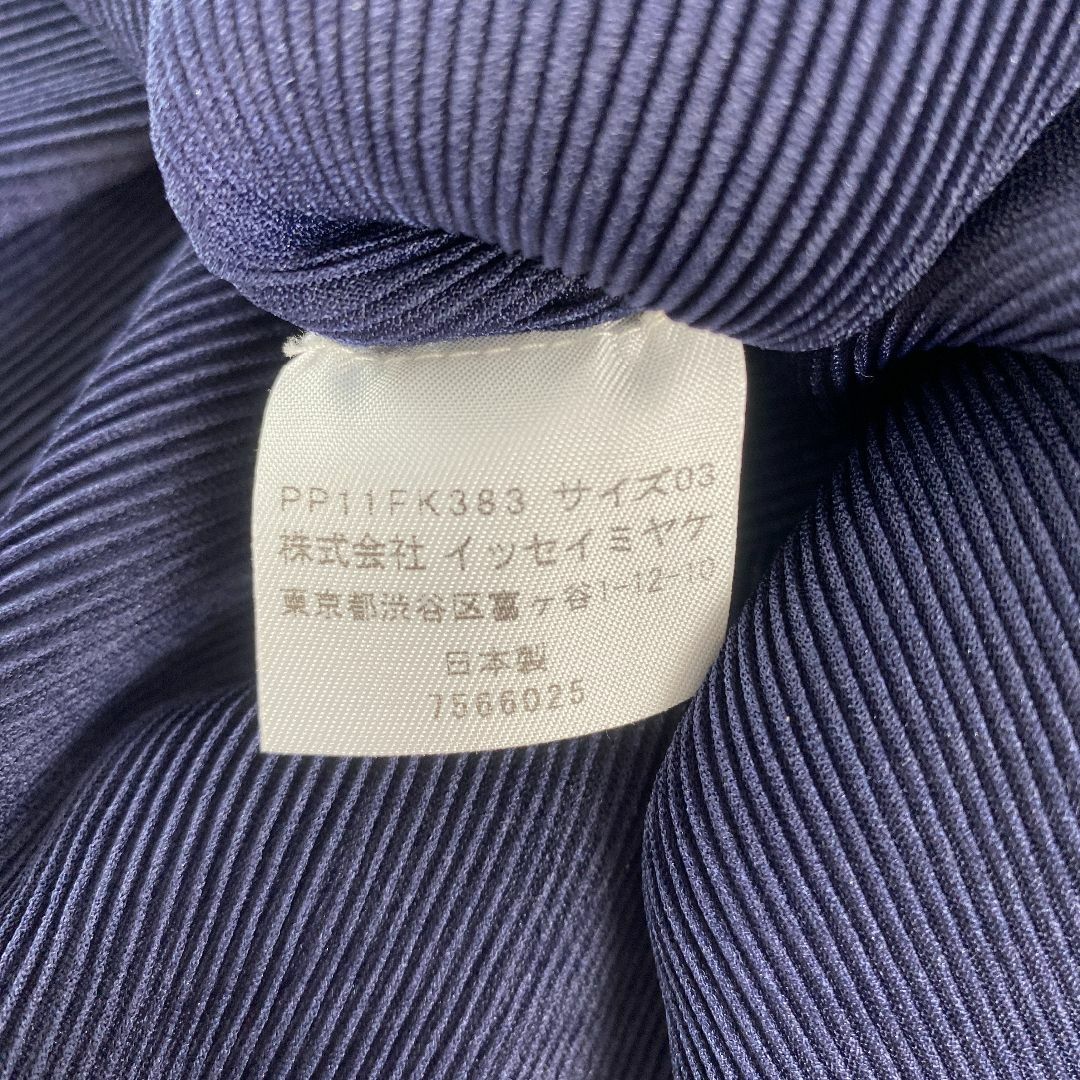 PP11FK383 サイズ03
株式会社 イッセイミヤケ
東京都渋谷区富ヶ谷1-12-10
日本製
7566025